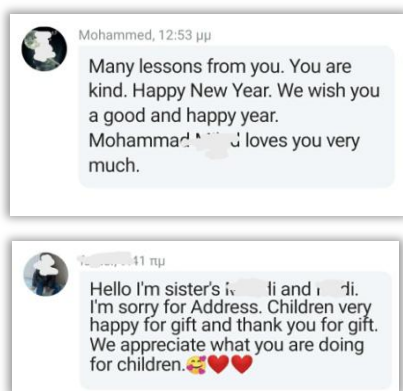 Mohammed, 12:53 μμ
Many lessons from you. You are
kind. Happy New Year. We wish you
a good and happy year.
Mohammad loves you very
much.
41 πμ
Hello I'm sister's and
I'm sorry for Address. Children very
happy for gift and thank you for gift.
We appreciate what you are doing
for children.🥰❤️❤️